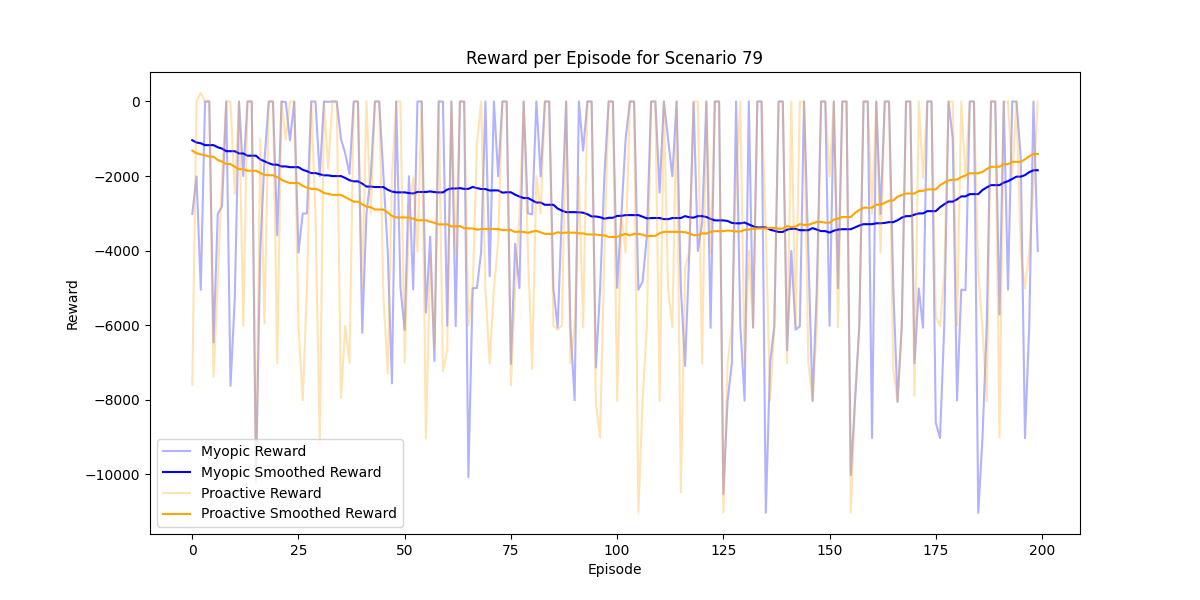 Reward per Episode for Scenario 79
Reward
0
−2000
−4000
−6000
−8000
−10000
Myopic Reward
Myopic Smoothed Reward
Proactive Reward
Proactive Smoothed Reward
0 25 50 75 100 125 150 175 200
Episode